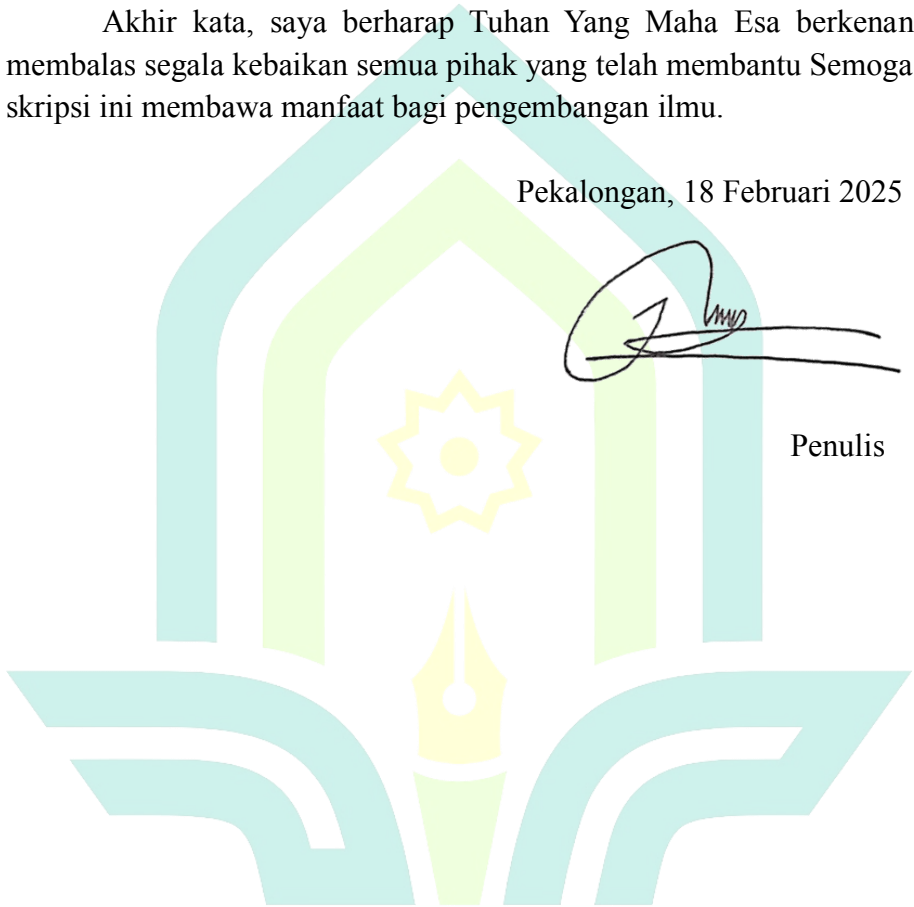 Akhir kata, saya berharap Tuhan Yang Maha Esa berkenan
membalas segala kebaikan semua pihak yang telah membantu Semoga
skripsi ini membawa manfaat bagi pengembangan ilmu.
Pekalongan, 18 Februari 2025
Penulis